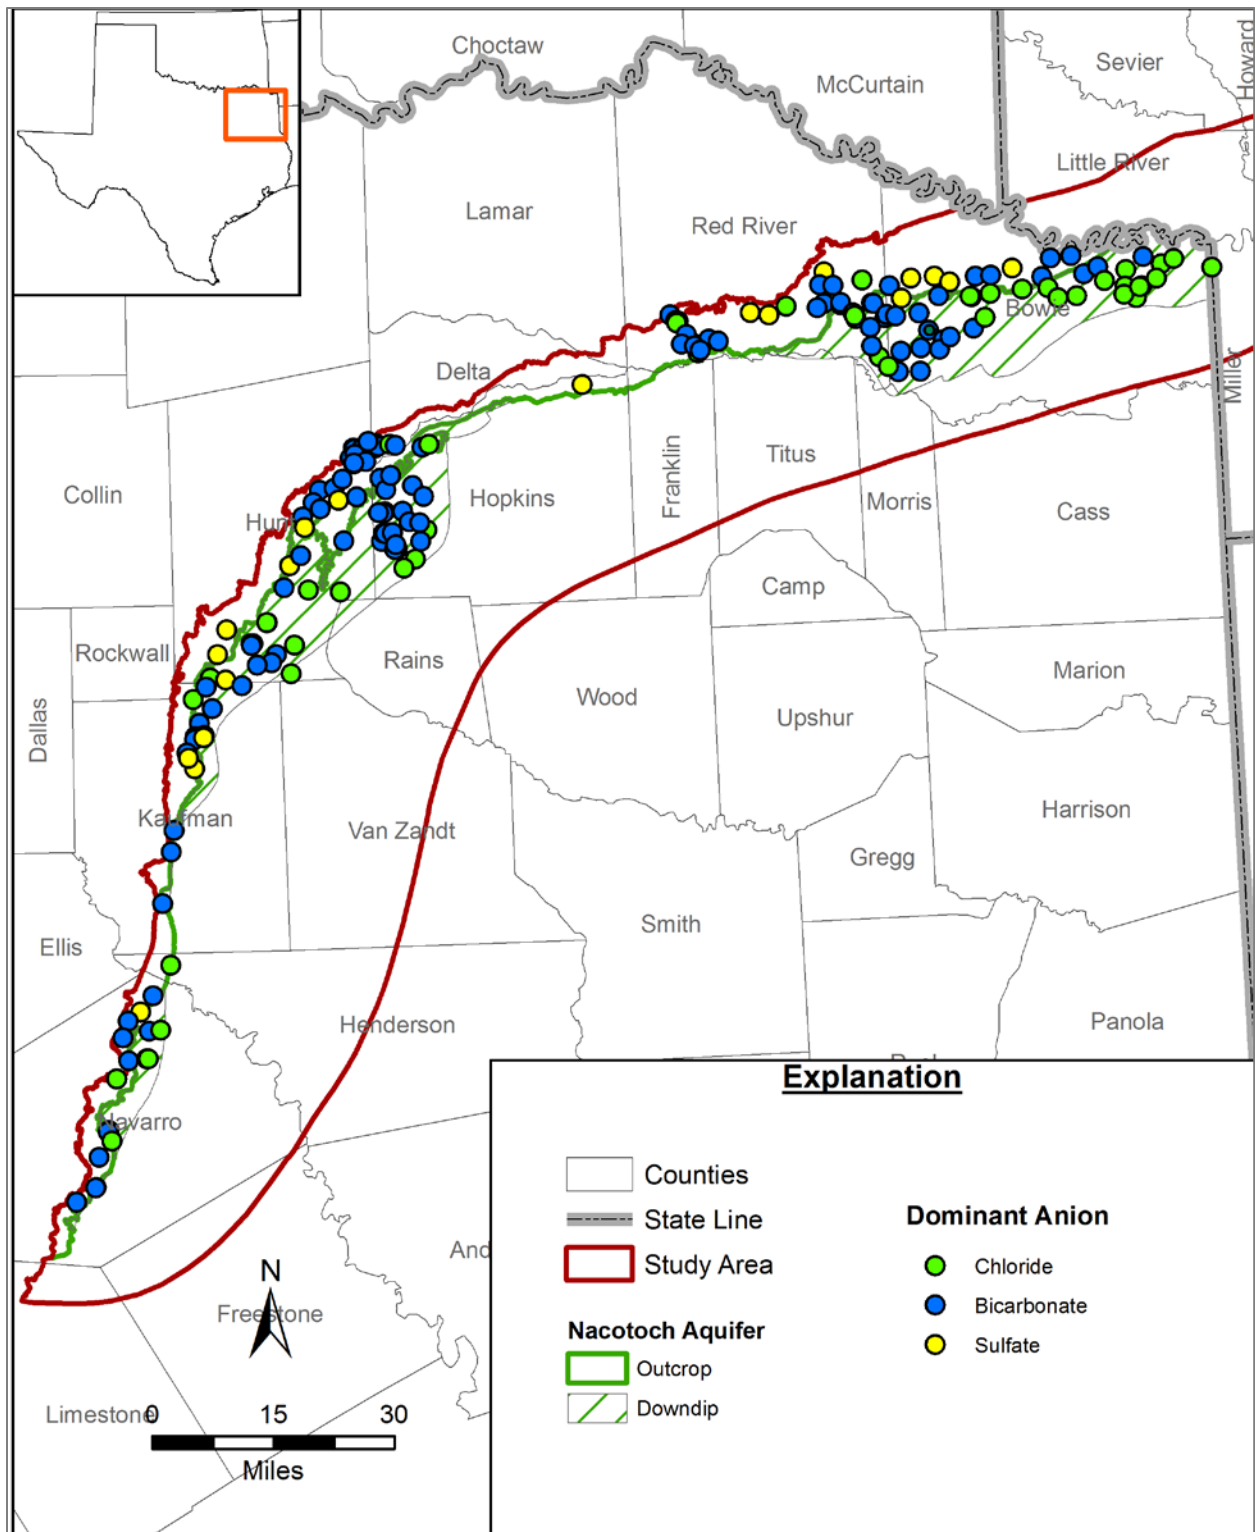 Choctaw
McCurtain
Sevier
Howard
Little River
Lamar
Red River
Bowie
Miller
Delta
Collin
Hunt
Hopkins
Franklin
Titus
Morris
Cass
Camp
Rockwall
Rains
Marion
Dallas
Wood
Upshur
Kaufman
Van Zandt
Harrison
Gregg
Ellis
Smith
Henderson
Panola
Navarro
And
Freestone
Limestone
N
0 15 30
Miles
Explanation
Counties
State Line
Study Area
Nacotoch Aquifer
Outcrop
Downdip
Dominant Anion
Chloride
Bicarbonate
Sulfate